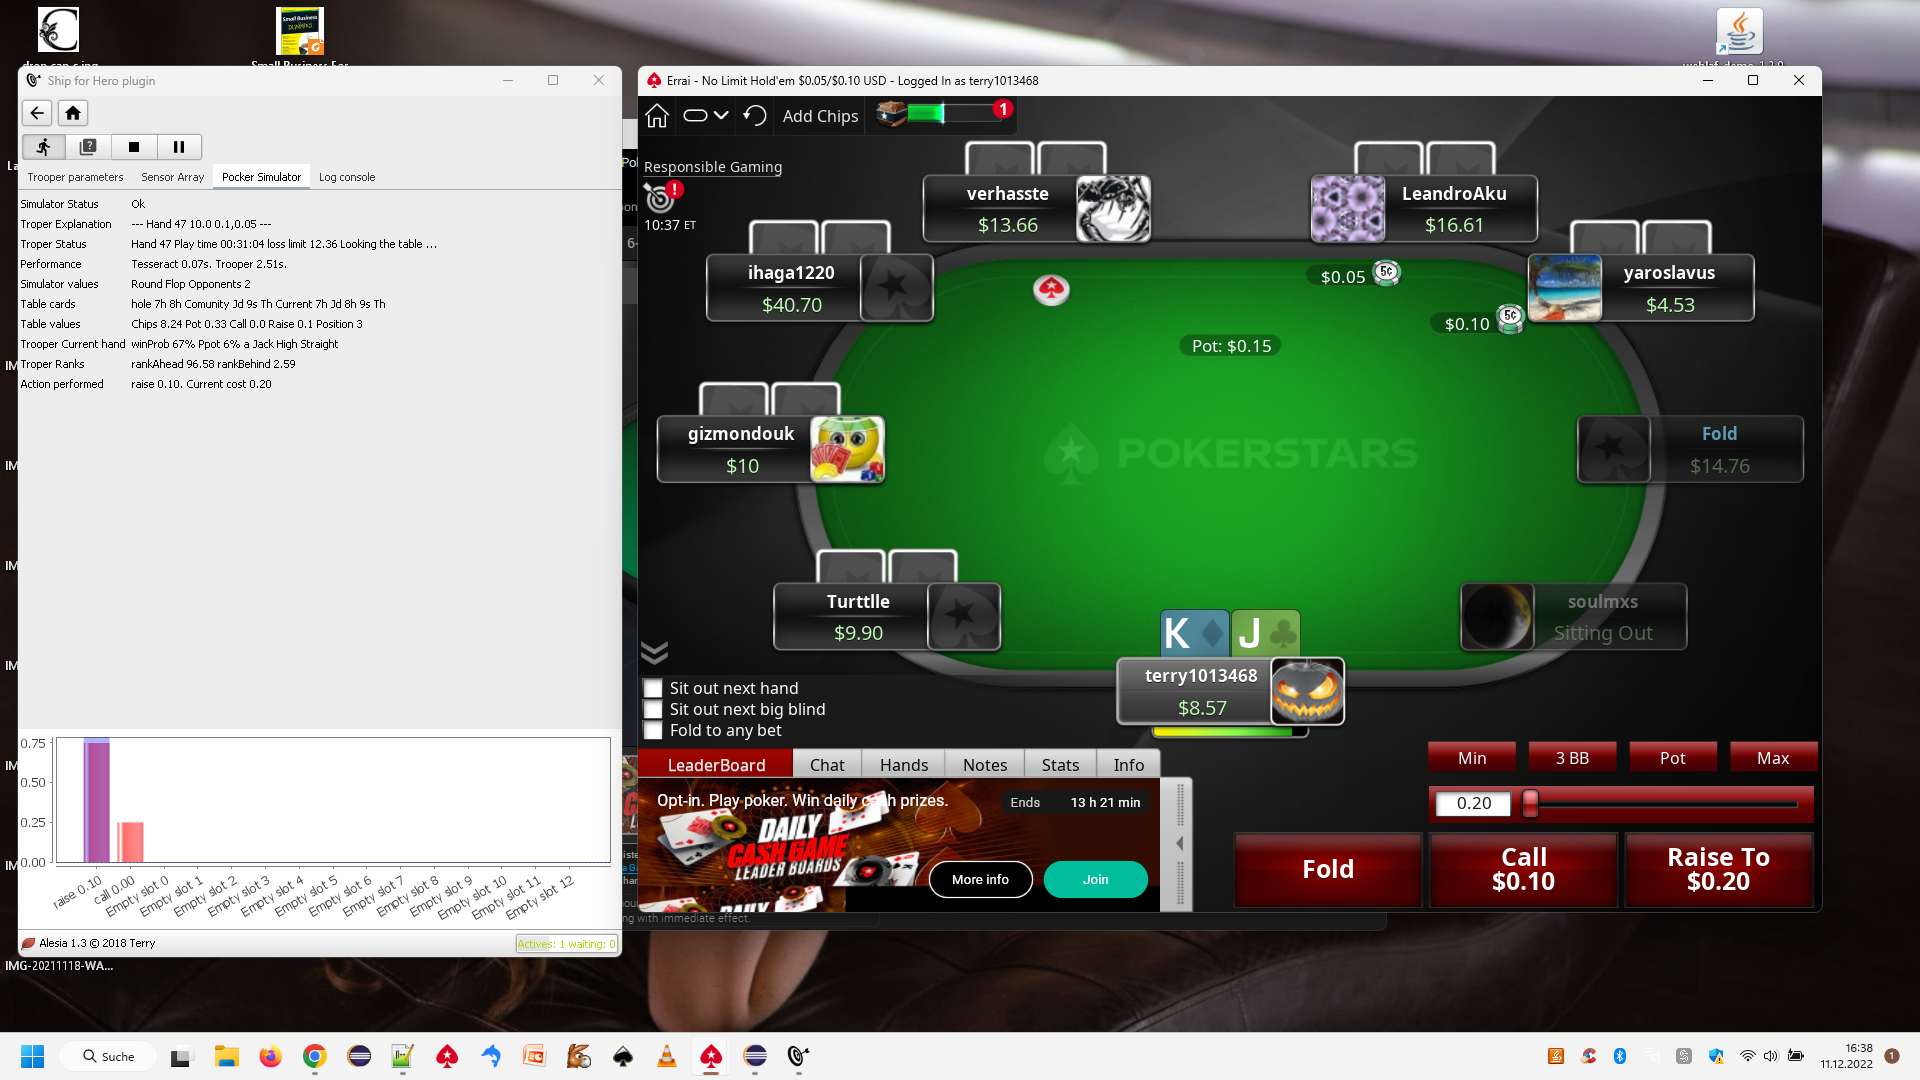 Ship for Hero plugin
Trooper parameters
Sensor Array
Pocker Simulator
Log console
Simulator Status Ok
Troper Explanation --- Hand 47 10.0 0.1,0.05 ---
Troper Status Hand 47 Play time 00:31:04 loss limit 12.36 Looking the table ...
Performance Tesseract 0.07s. Trooper 2.51s.
Simulator values Round Flop Opponents 2
Table cards hole 7h 8h Comunity Jd 9s Th Current 7h Jd 8h 9s Th
Table values Chips 8.24 Pot 0.33 Call 0.0 Raise 0.1 Position 3
Trooper Current hand winProb 67% Ppot 6% a Jack High Straight
Troper Ranks rankAhead 96.58 rankBehind 2.59
Action performed raise 0.10. Current cost 0.20
0.75
0.50
0.25
0.00
raise 0.10
call 0.00
Empty slot 0
Empty slot 1
Empty slot 2
Empty slot 3
Empty slot 4
Empty slot 5
Empty slot 6
Empty slot 7
Empty slot 8
Empty slot 9
Empty slot 10
Empty slot 11
Empty slot 12
Alesia 1.3 © 2018 Terry
Actives: 1 waiting: 0
IMG-20211118-WA...
Errai - No Limit Hold'em $0.05/$0.10 USD - Logged In as terry1013468
Add Chips
1
Responsible Gaming
10:37 ET
verhasste
$13.66
LeandroAku
$16.61
ihaga1220
$40.70
$0.05
5¢
yaroslavus
$4.53
$0.10
5¢
Pot: $0.15
gizmondouk
$10
POKERSTARS
Fold
$14.76
Turttlle
$9.90
K
J
soulmxs
Sitting Out
terry1013468
$8.57
Sit out next hand
Sit out next big blind
Fold to any bet
LeaderBoard
Chat
Hands
Notes
Stats
Info
Opt-in. Play poker. Win daily cash prizes.
Ends 13 h 21 min
DAILY
CASH GAME
LEADER BOARDS
DAILY
More info
Join
Min
3 BB
Pot
Max
0.20
Fold
Call
$0.10
Raise To
$0.20
ng with immediate effect.
Suche
16:38
11.12.2022
1